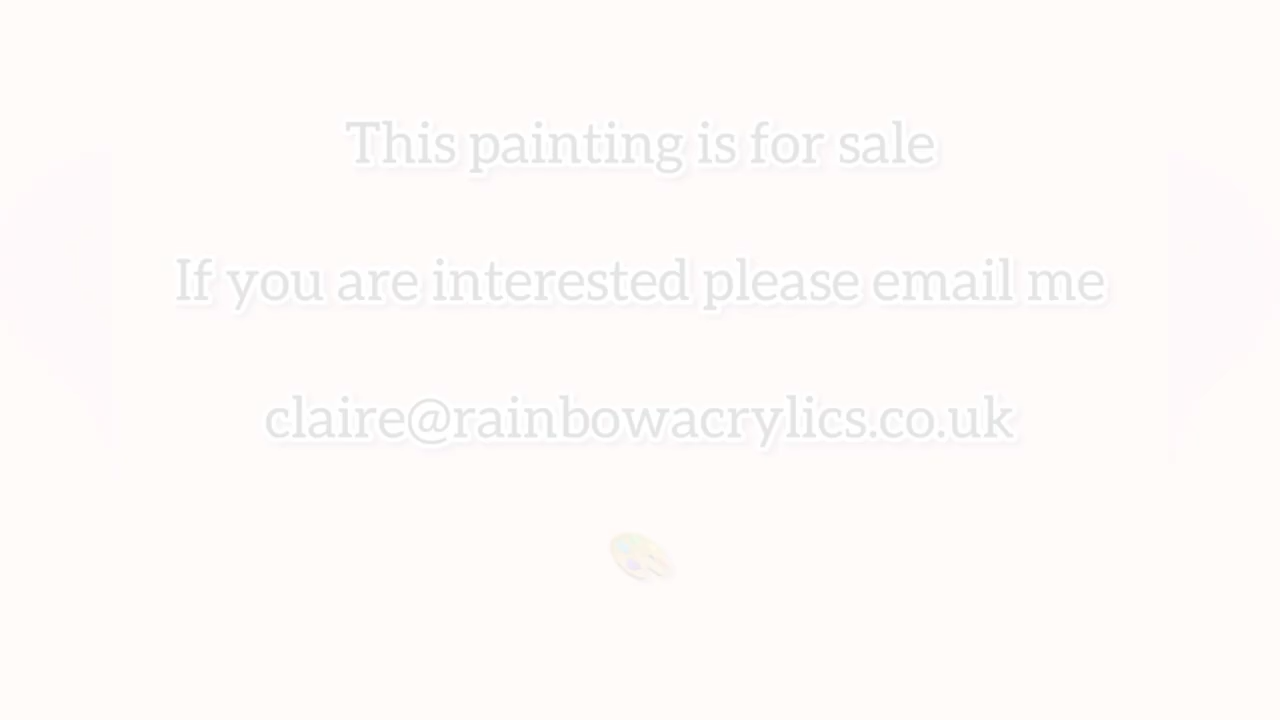 This painting is for sale
If you are interested please email me
claire@rainbowacrylics.co.uk
🎨